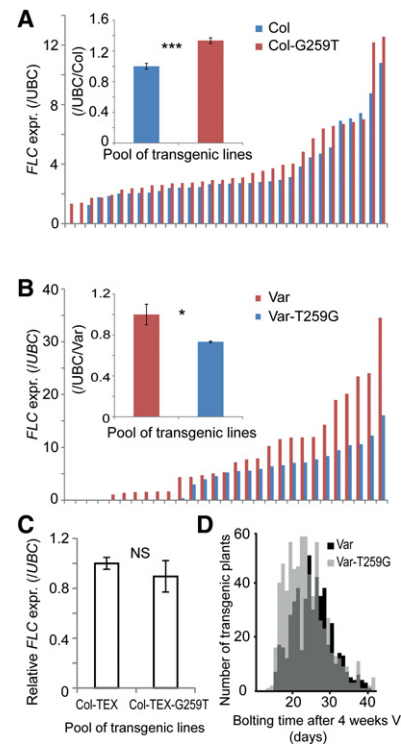 A
Col
Col-G259T
FLC expr. (/UBC)
12
8
4
0
(/UBC/Col)
1.6
1.2
0.8
0.4
0
***
Pool of transgenic lines
B
Var
Var-T259G
FLC expr. (/UBC)
40
30
20
10
0
(/UBC/Var)
1.2
0.8
0.4
0
*
Pool of transgenic lines
C
Relative FLC expr. (/UBC)
1.2
0.8
0.4
0
NS
Col-TEX Col-TEX-G259T
Pool of transgenic lines
D
Var
Var-T259G
Number of transgenic plants
60
40
20
0
20 30 40
Bolting time after 4 weeks V
(days)